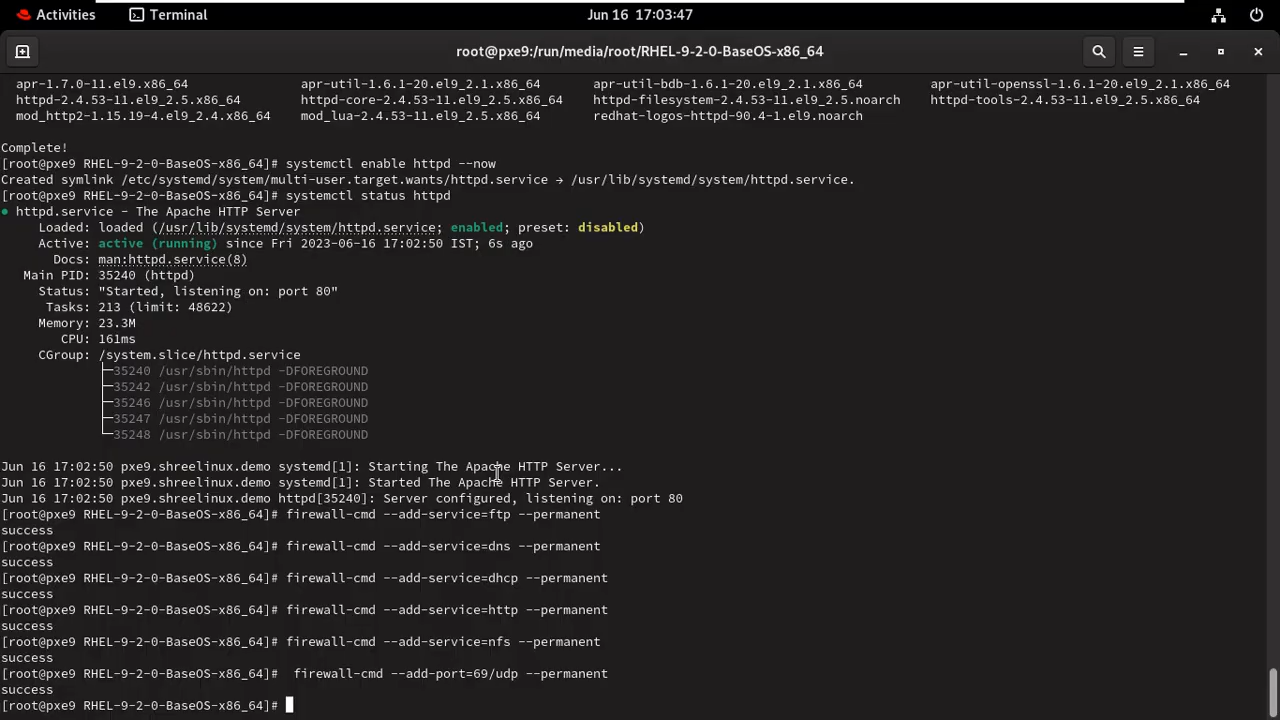 Activities Terminal Jun 16 17:03:47
root@pxe9:/run/media/root/RHEL-9-2-0-BaseOS-x86_64
apr-1.7.0-11.el9.x86_64 apr-util-1.6.1-20.el9_2.1.x86_64 apr-util-bdb-1.6.1-20.el9_2.1.x86_64 apr-util-openssl-1.6.1-20.el9_2.1.x86_64
httpd-2.4.53-11.el9_2.5.x86_64 httpd-core-2.4.53-11.el9_2.5.x86_64 httpd-filesystem-2.4.53-11.el9_2.5.noarch httpd-tools-2.4.53-11.el9_2.5.x86_64
mod_http2-1.15.19-4.el9_2.4.x86_64 mod_lua-2.4.53-11.el9_2.5.x86_64 redhat-logos-httpd-90.4-1.el9.noarch
Complete!
[root@pxe9 RHEL-9-2-0-BaseOS-x86_64]# systemctl enable httpd --now
Created symlink /etc/systemd/system/multi-user.target.wants/httpd.service → /usr/lib/systemd/system/httpd.service.
[root@pxe9 RHEL-9-2-0-BaseOS-x86_64]# systemctl status httpd
● httpd.service - The Apache HTTP Server
Loaded: loaded (/usr/lib/systemd/system/httpd.service; enabled; preset: disabled)
Active: active (running) since Fri 2023-06-16 17:02:50 IST; 6s ago
Docs: man:httpd.service(8)
Main PID: 35240 (httpd)
Status: "Started, listening on: port 80"
Tasks: 213 (limit: 48622)
Memory: 23.3M
CPU: 161ms
CGroup: /system.slice/httpd.service
├─35240 /usr/sbin/httpd -DFOREGROUND
├─35242 /usr/sbin/httpd -DFOREGROUND
├─35246 /usr/sbin/httpd -DFOREGROUND
├─35247 /usr/sbin/httpd -DFOREGROUND
└─35248 /usr/sbin/httpd -DFOREGROUND
Jun 16 17:02:50 pxe9.shreelinux.demo systemd[1]: Starting The Apache HTTP Server...
Jun 16 17:02:50 pxe9.shreelinux.demo systemd[1]: Started The Apache HTTP Server.
Jun 16 17:02:50 pxe9.shreelinux.demo httpd[35240]: Server configured, listening on: port 80
[root@pxe9 RHEL-9-2-0-BaseOS-x86_64]# firewall-cmd --add-service=ftp --permanent
success
[root@pxe9 RHEL-9-2-0-BaseOS-x86_64]# firewall-cmd --add-service=dns --permanent
success
[root@pxe9 RHEL-9-2-0-BaseOS-x86_64]# firewall-cmd --add-service=dhcp --permanent
success
[root@pxe9 RHEL-9-2-0-BaseOS-x86_64]# firewall-cmd --add-service=http --permanent
success
[root@pxe9 RHEL-9-2-0-BaseOS-x86_64]# firewall-cmd --add-service=nfs --permanent
success
[root@pxe9 RHEL-9-2-0-BaseOS-x86_64]#  firewall-cmd --add-port=69/udp --permanent
success
[root@pxe9 RHEL-9-2-0-BaseOS-x86_64]#